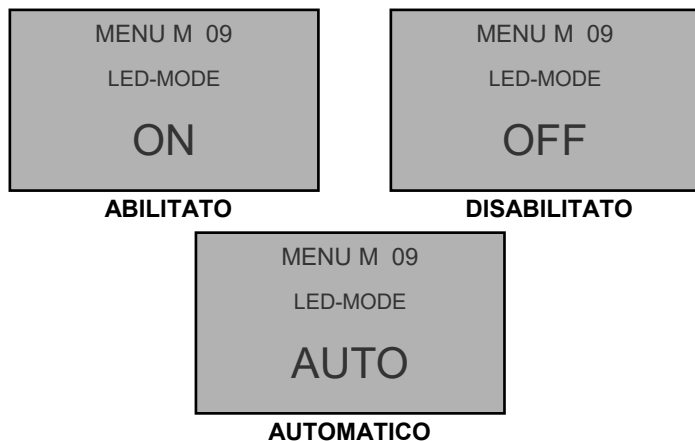 MENU M 09
LED-MODE
ON
ABILITATO
MENU M 09
LED-MODE
OFF
DISABILITATO
MENU M 09
LED-MODE
AUTO
AUTOMATICO